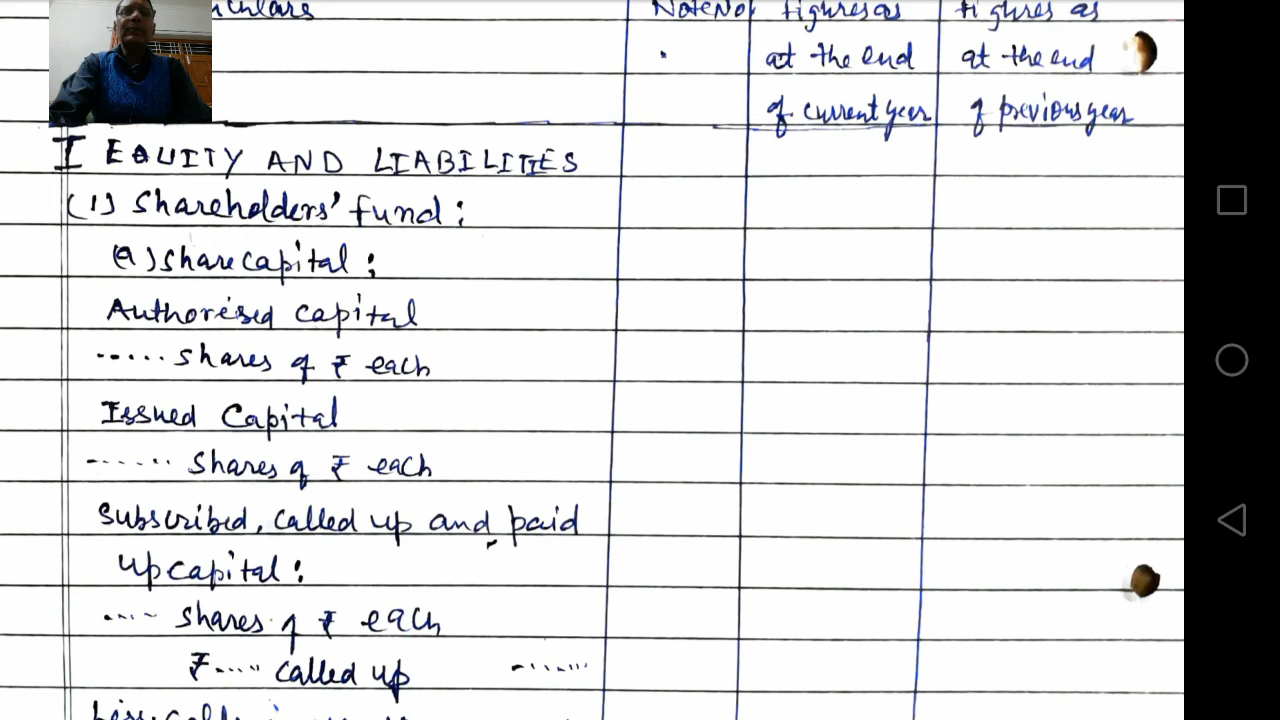 Note No. figures as figures as
at the end at the end
of current year of previous year
I EQUITY AND LIABILITIES
(1) Shareholders' fund:
(a) Share capital:
Authorised capital
...... shares of ₹ each
Issued Capital
...... shares of ₹ each
Subscribed, called up and paid
up capital:
..... shares of ₹ each
₹..... called up .......